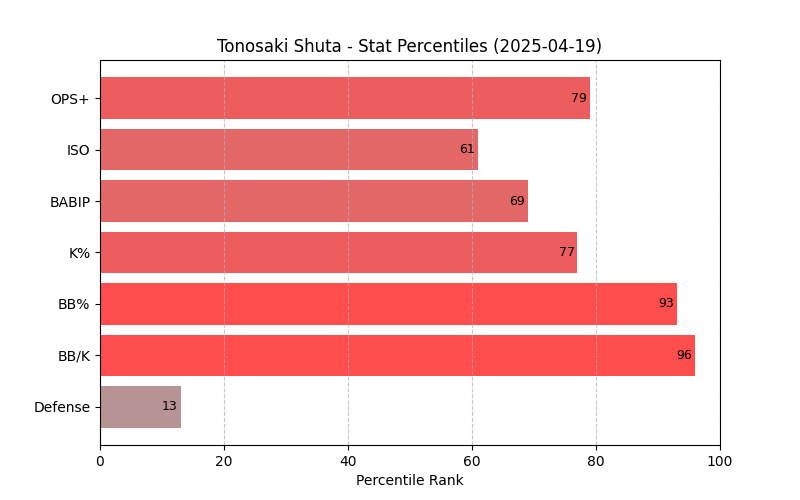 Tonosaki Shuta - Stat Percentiles (2025-04-19)
OPS+ 79
ISO 61
BABIP 69
K% 77
BB% 93
BB/K 96
Defense 13
0 20 40 60 80 100
Percentile Rank